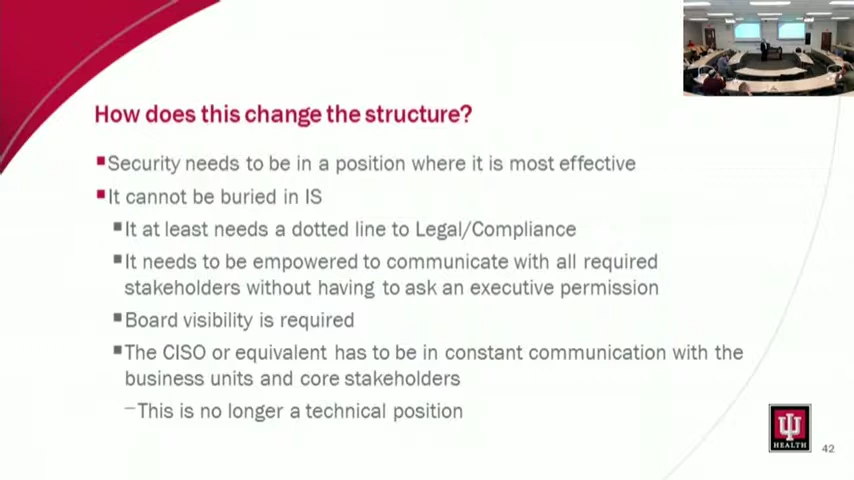 How does this change the structure?
Security needs to be in a position where it is most effective
It cannot be buried in IS
It at least needs a dotted line to Legal/Compliance
It needs to be empowered to communicate with all required
stakeholders without having to ask an executive permission
Board visibility is required
The CISO or equivalent has to be in constant communication with the
business units and core stakeholders
–This is no longer a technical position
IU
HEALTH
42